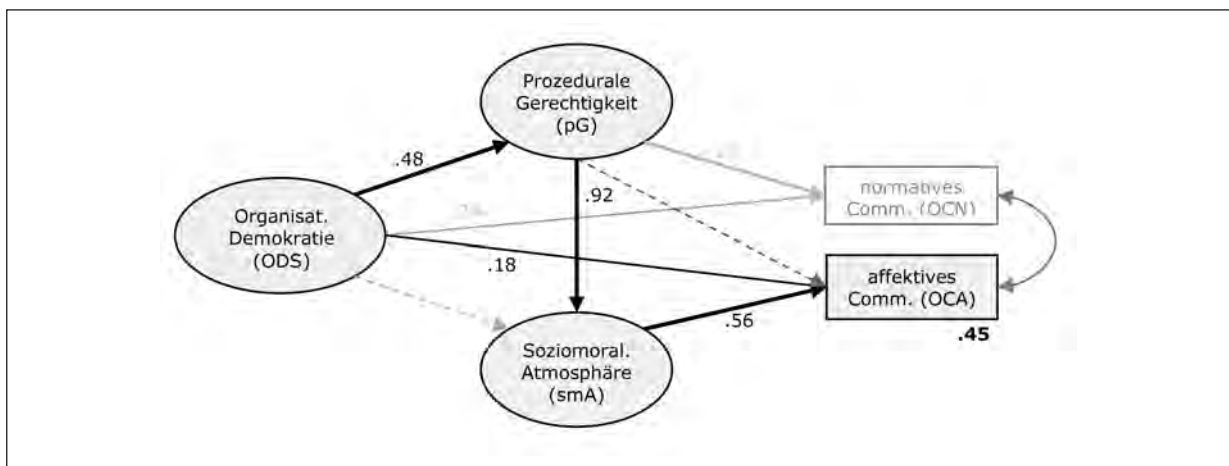 Prozedurale
Gerechtigkeit
(pG)
.48
.92
normatives
Comm. (OCN)
Organisat.
Demokratie
(ODS)
.18
affektives
Comm. (OCA)
.56
.45
Soziomoral.
Atmosphäre
(smA)